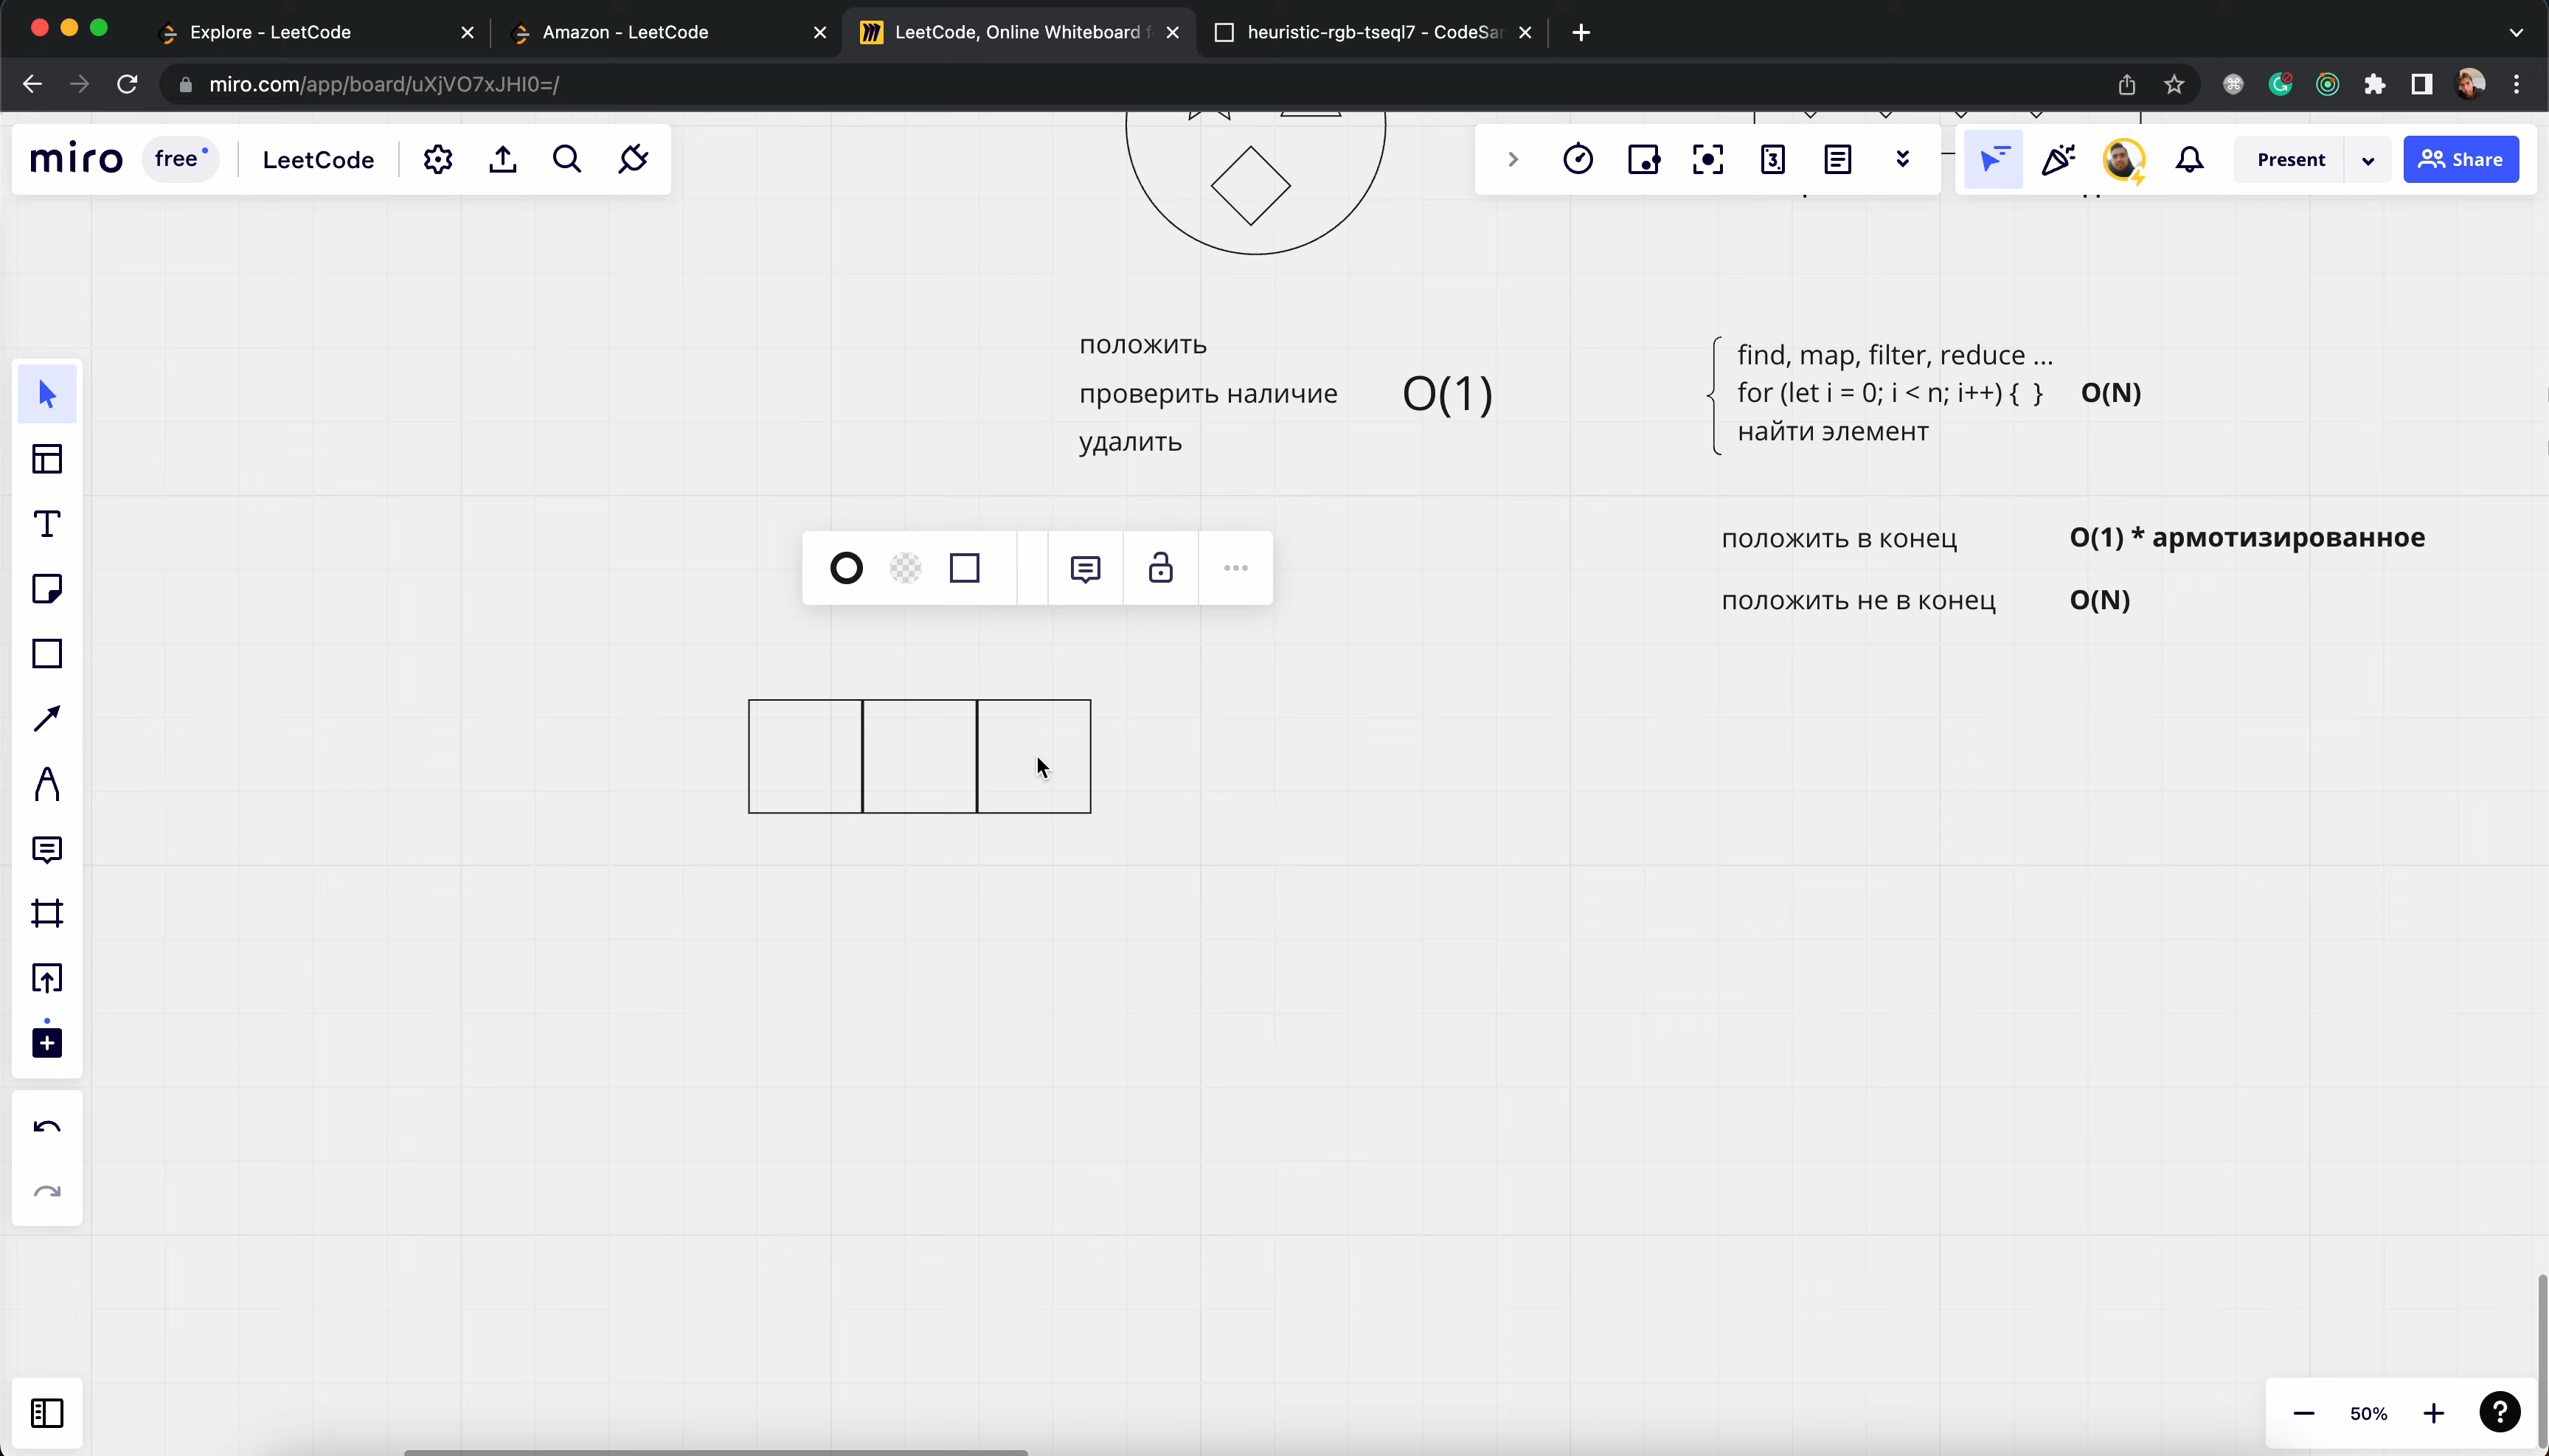 Explore - LeetCode
Amazon - LeetCode
LeetCode, Online Whiteboard
heuristic-rgb-tseql7 - CodeSan
miro.com/app/board/uXjVO7xJHI0=/
miro
free
LeetCode
3
Present
Share
положить
проверить наличие
удалить
O(1)
find, map, filter, reduce ...
for (let i = 0; i < n; i++) { }
найти элемент
O(N)
положить в конец
O(1) * армотизированное
положить не в конец
O(N)
50%
?